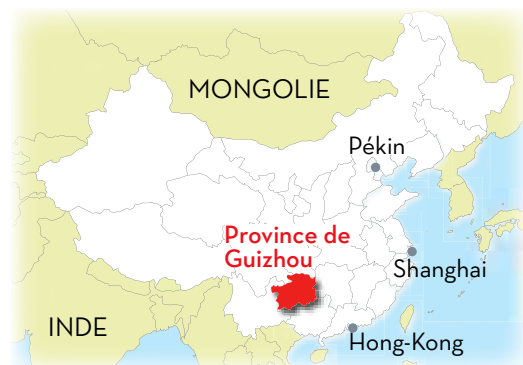 MONGOLIE
Pékin
Province de
Guizhou
Shanghai
INDE
Hong-Kong